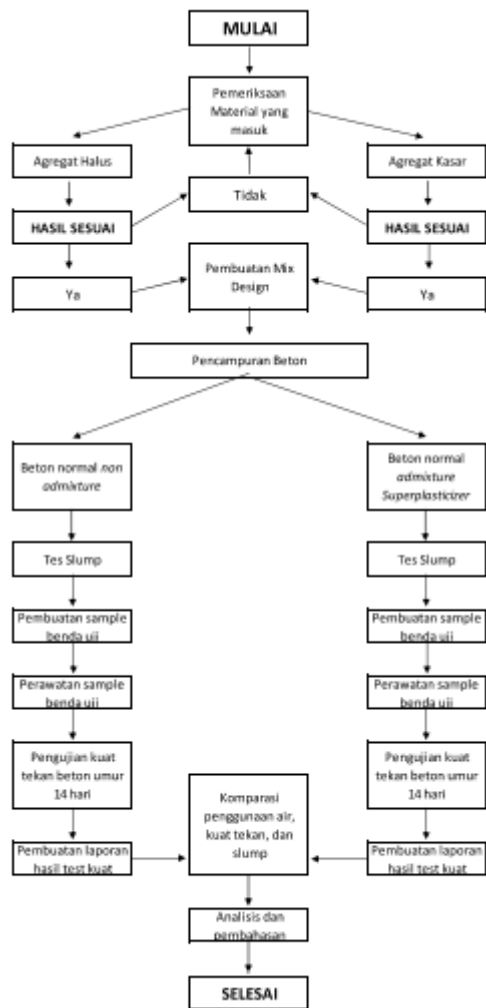 MULAI
Pemeriksaan
Material yang
masuk
Agregat Halus
Agregat Kasar
Tidak
HASIL SESUAI
HASIL SESUAI
Pembuatan Mix
Design
Ya
Ya
Pencampuran Beton
Beton normal non
admixture
Beton normal
admixture
Superplasticizer
Tes Slump
Tes Slump
Pembuatan sample
benda uji
Pembuatan sample
benda uji
Perawatan sample
benda uji
Perawatan sample
benda uji
Pengujian kuat
tekan beton umur
14 hari
Pengujian kuat
tekan beton umur
14 hari
Komparasi
penggunaan air,
kuat tekan, dan
slump
Pembuatan laporan
hasil test kuat
Pembuatan laporan
hasil test kuat
Analisis dan
pembahasan
SELESAI